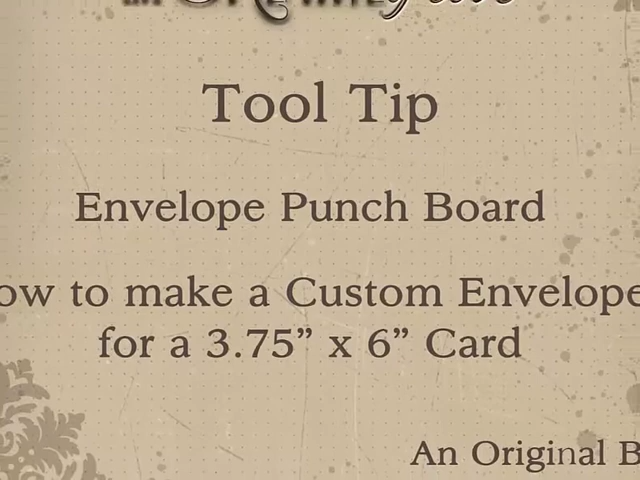 Tool Tip
Envelope Punch Board
ow to make a Custom Envelope
for a 3.75” x 6” Card
An Original B